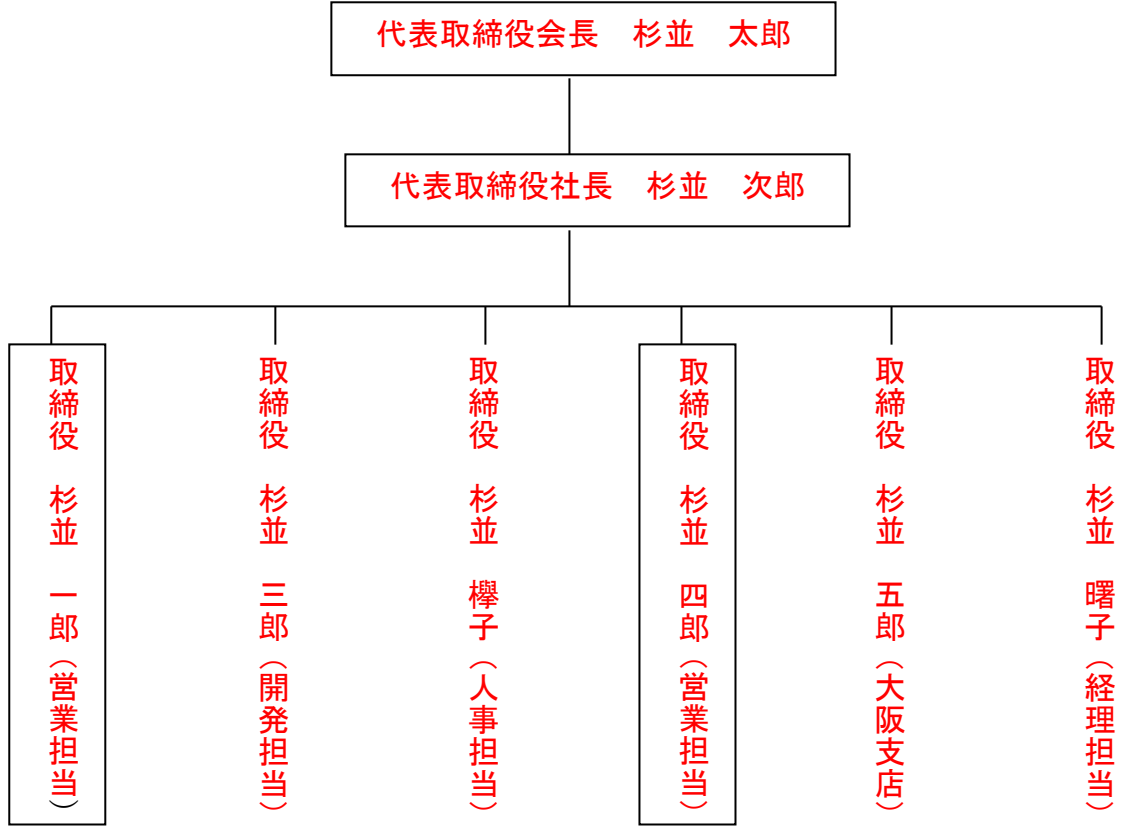 代表取締役会長　杉並　太郎
代表取締役社長　杉並　次郎
取締役　杉並　一郎（営業担当）
取締役　杉並　三郎（開発担当）
取締役　杉並　欅子（人事担当）
取締役　杉並　四郎（営業担当）
取締役　杉並　五郎（大阪支店）
取締役　杉並　曙子（経理担当）